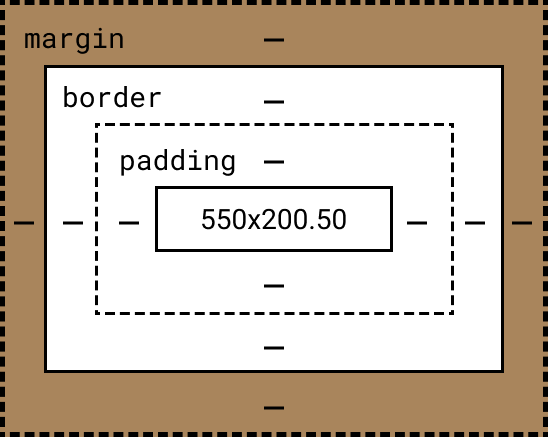 margin
–
border
–
padding –
– – – 550x200.50 – – –
–
–
–